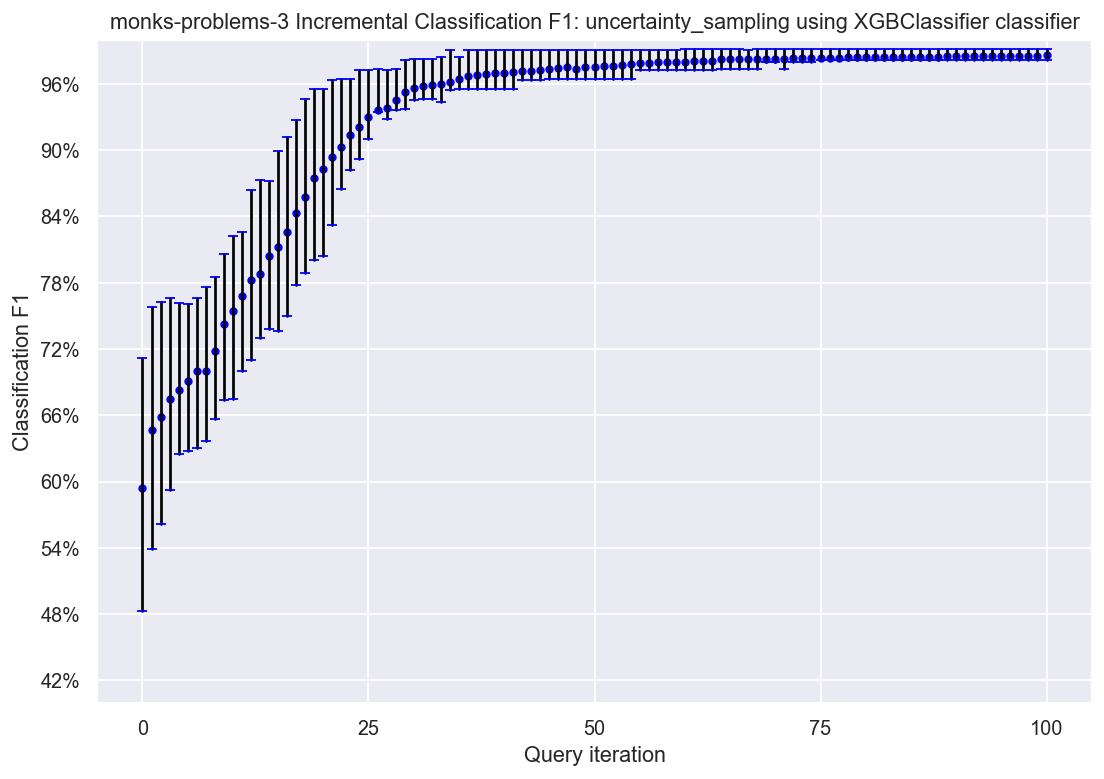 monks-problems-3 Incremental Classification F1: uncertainty_sampling using XGBClassifier classifier
96%
90%
84%
78%
72%
66%
60%
54%
48%
42%
Classification F1
0 25 50 75 100
Query iteration